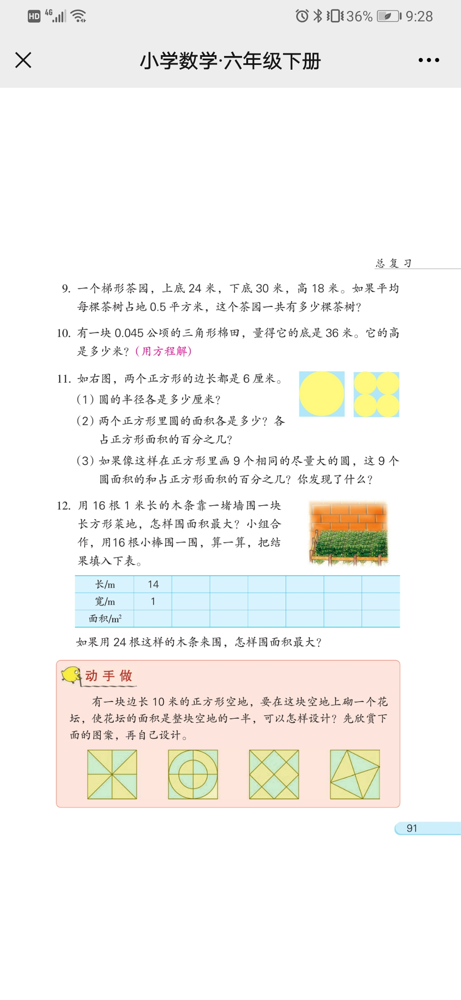 HD 4G 36% 9:28
小学数学·六年级下册
总复习
9. 一个梯形茶园，上底 24 米，下底 30 米，高 18 米。如果平均
每棵茶树占地 0.5 平方米，这个茶园一共有多少棵茶树？
10. 有一块 0.045 公顷的三角形棉田，量得它的底是 36 米。它的高
是多少米？（用方程解）
11. 如右图，两个正方形的边长都是 6 厘米。
（1）圆的半径各是多少厘米？
（2）两个正方形里圆的面积各是多少？各
占正方形面积的百分之几？
（3）如果像这样在正方形里画 9 个相同的尽量大的圆，这 9 个
圆面积的和占正方形面积的百分之几？你发现了什么？
12. 用 16 根 1 米长的木条靠一堵墙围一块
长方形菜地，怎样围面积最大？小组合
作，用16 根小棒围一围，算一算，把结
果填入下表。
长/m 14
宽/m 1
面积/m²
如果用 24 根这样的木条来围，怎样围面积最大？
动手做
有一块边长 10 米的正方形空地，要在这块空地上砌一个花
坛，使花坛的面积是整块空地的一半，可以怎样设计？先欣赏下
面的图案，再自己设计。
91